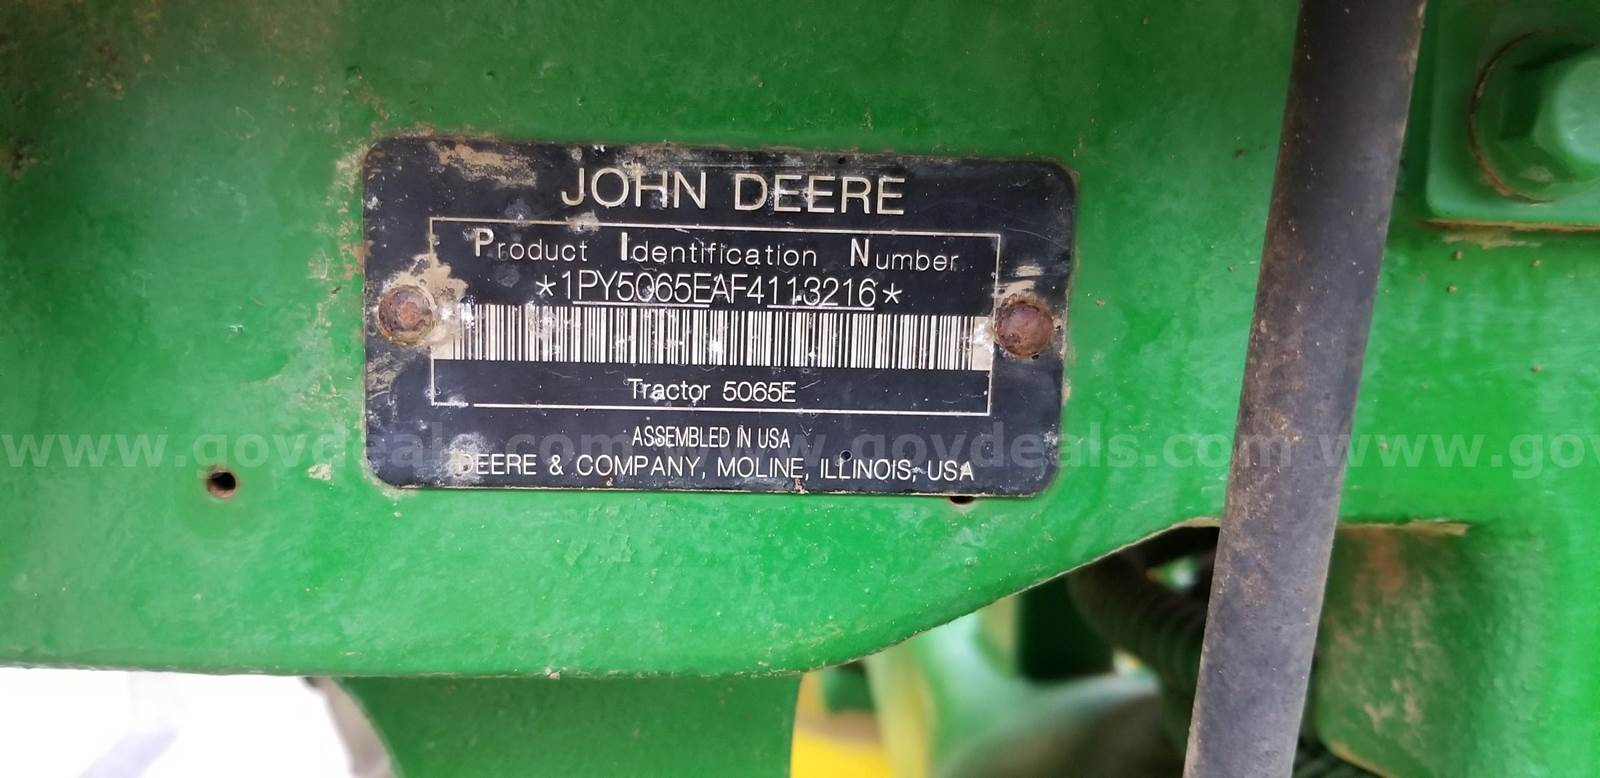 JOHN DEERE
Product Identification Number
*1PY5065EAF4113216*
Tractor 5065E
ASSEMBLED IN USA
DEERE & COMPANY, MOLINE, ILLINOIS, USA
www.govdeals.com www.govdeals.com www.gov